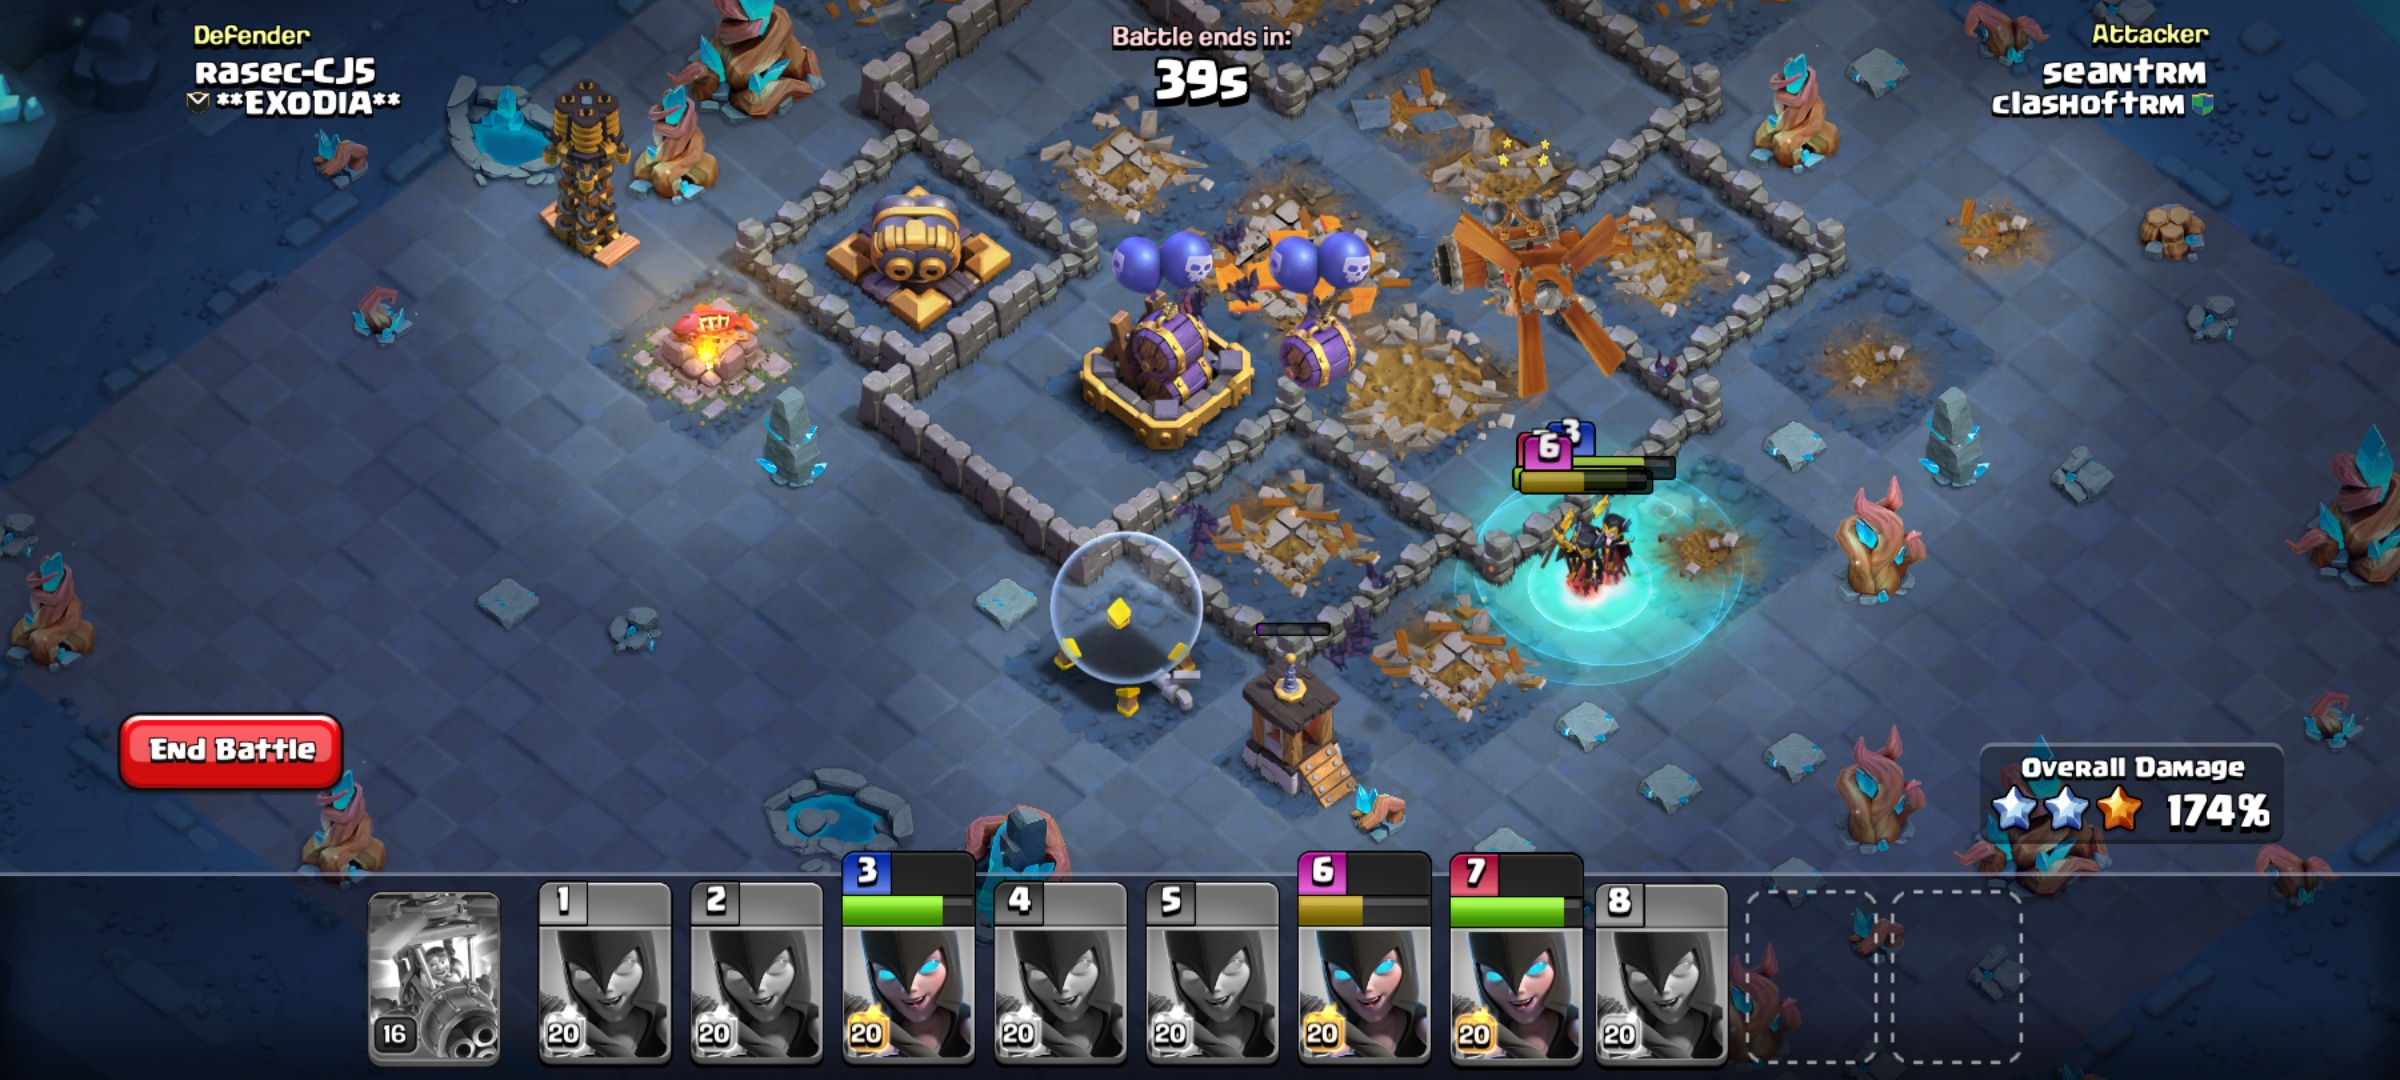 Defender
Rasec-CJS
**EXODIA**
Battle ends in:
39s
Attacker
seantRM
clashoftRM
3
6
End Battle
Overall Damage
174%
3
6
7
1
2
4
5
8
16
20
20
20
20
20
20
20
20